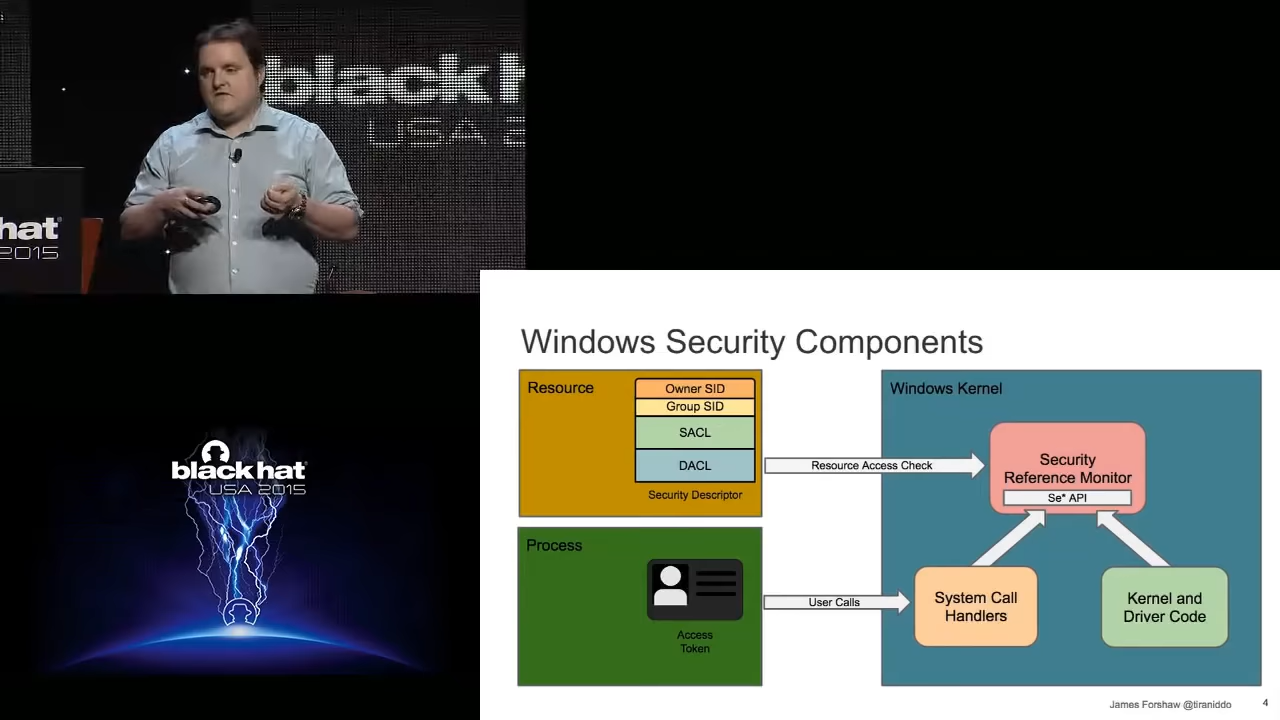 black h
USA 2
hat
2015
black hat
USA 2015
Windows Security Components
Resource
Owner SID
Group SID
SACL
DACL
Security Descriptor
Resource Access Check
Windows Kernel
Security
Reference Monitor
Se* API
Process
Access
Token
User Calls
System Call
Handlers
Kernel and
Driver Code
James Forshaw @tiraniddo
4